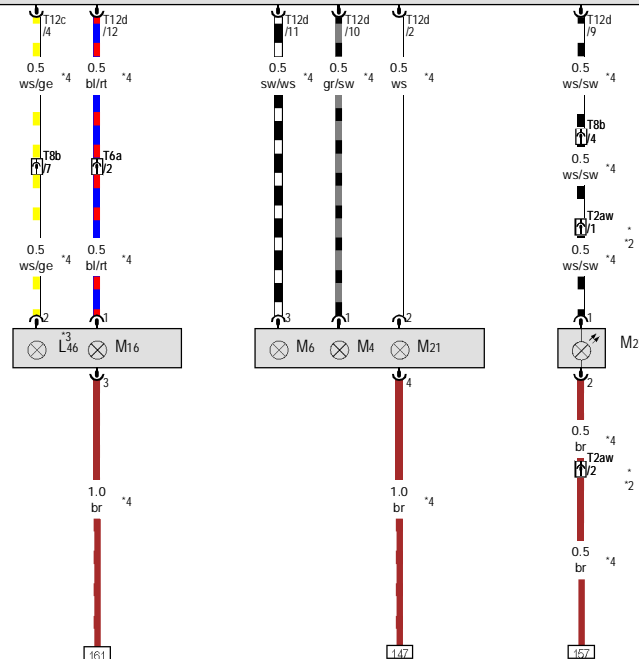 T12c T12d T12d T12d T12d T12d
/4 /12 /11 /10 /2 /9
0.5 0.5 0.5 0.5 0.5 0.5
ws/ge *4 bl/rt *4 sw/ws *4 gr/sw *4 ws *4 ws/sw *4
T8b
/4
T8b T6a 0.5
/7 /2 ws/sw *4
T2aw
/1 *
*2
0.5 0.5 0.5
ws/ge *4 bl/rt *4 ws/sw *4
2 1 3 1 2 1
*3
L46 M16 M6 M4 M21 M2
3 4 2
0.5
br *4
T2aw
/2 *
*2
1.0 1.0
br *4 br *4
0.5
br *4
161 147 157